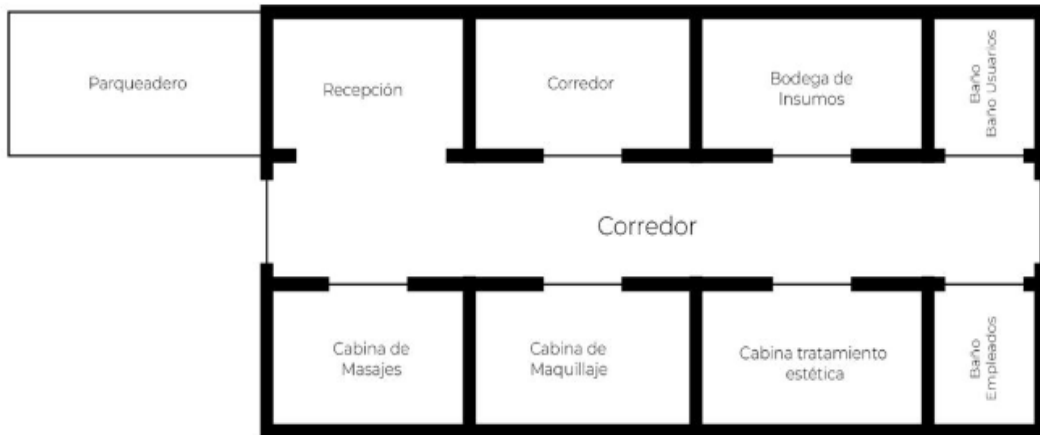 Parqueadero
Recepción
Corredor
Bodega de
Insumos
Baño
Baño Usuarios
Corredor
Cabina de
Masajes
Cabina de
Maquillaje
Cabina tratamiento
estética
Baño
Empleados